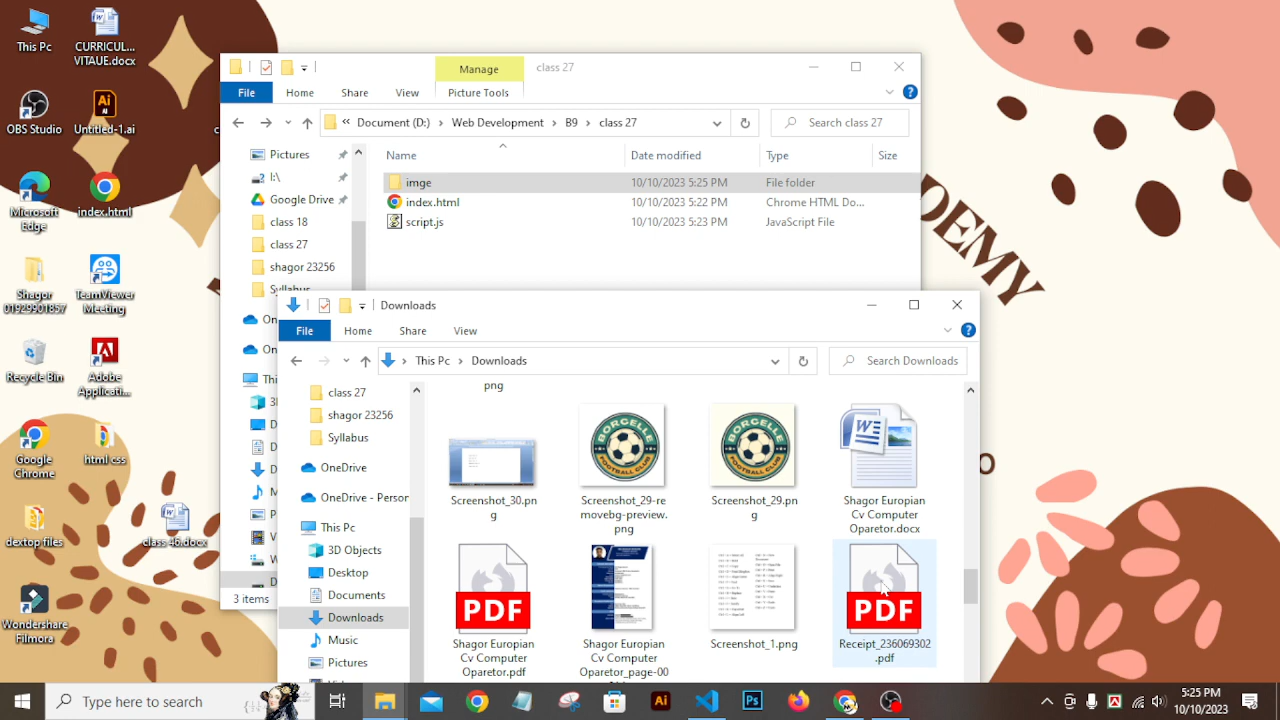 This Pc
CURRICUL...
VITAUE.docx
OBS Studio
Untitled-1.ai
Microsoft
Edge
index.html
Shagor
01929901857
TeamViewer
Meeting
Recycle Bin
Adobe
Applicati...
Google
Chrome
html css
dextop files
class 46.docx
Wondershare
Filmora
DEMY
Manage
class 27
File
Home
Share
View
Picture Tools
Document (D:)
Web Development
B9
class 27
Search class 27
Pictures
I:\
Google Drive
class 18
class 27
shagor 23256
Syllabus
Name
Date modified
Type
Size
imge
10/10/2023 5:25 PM
File folder
index.html
10/10/2023 5:22 PM
Chrome HTML Do...
script.js
10/10/2023 5:23 PM
JavaScript File
3 items
Downloads
File
Home
Share
View
This Pc
Downloads
Search Downloads
class 27
shagor 23256
Syllabus
OneDrive
OneDrive - Person
This Pc
3D Objects
Desktop
Documents
Downloads
Music
Pictures
png
Screenshot_30.pn
g
BORCELLE
FOOTBALL CLUB
Screenshot_29-re
movebg-preview.
png
BORCELLE
FOOTBALL CLUB
Screenshot_29.pn
g
Shagor Europian
Cv Computer
Oparetor.docx
PDF
Shagor Europian
Cv Computer
Oparetor.pdf
Shagor Europian
Cv Computer
Oparetor_page-00
Screenshot_1.png
PDF
Receipt_236069302
.pdf
Type here to search
5:25 PM
10/10/2023